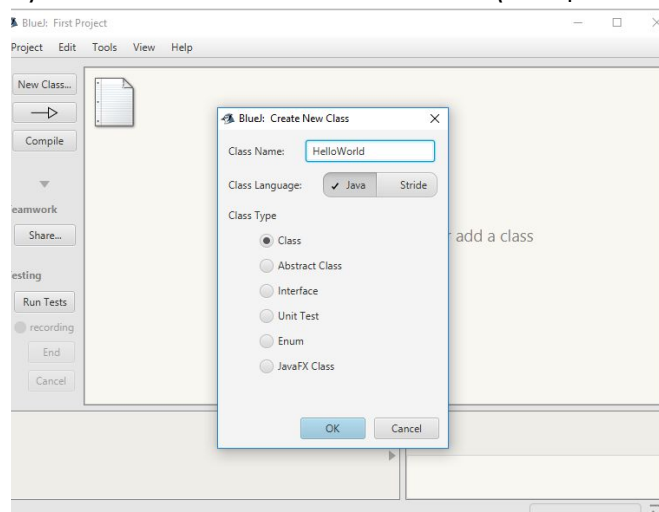 BlueJ: First Project
Project Edit Tools View Help
New Class...
Compile
eamwork
Share...
esting
Run Tests
recording
End
Cancel
BlueJ: Create New Class
Class Name: HelloWorld
Class Language: Java Stride
Class Type
Class
Abstract Class
Interface
Unit Test
Enum
JavaFX Class
OK Cancel
add a class